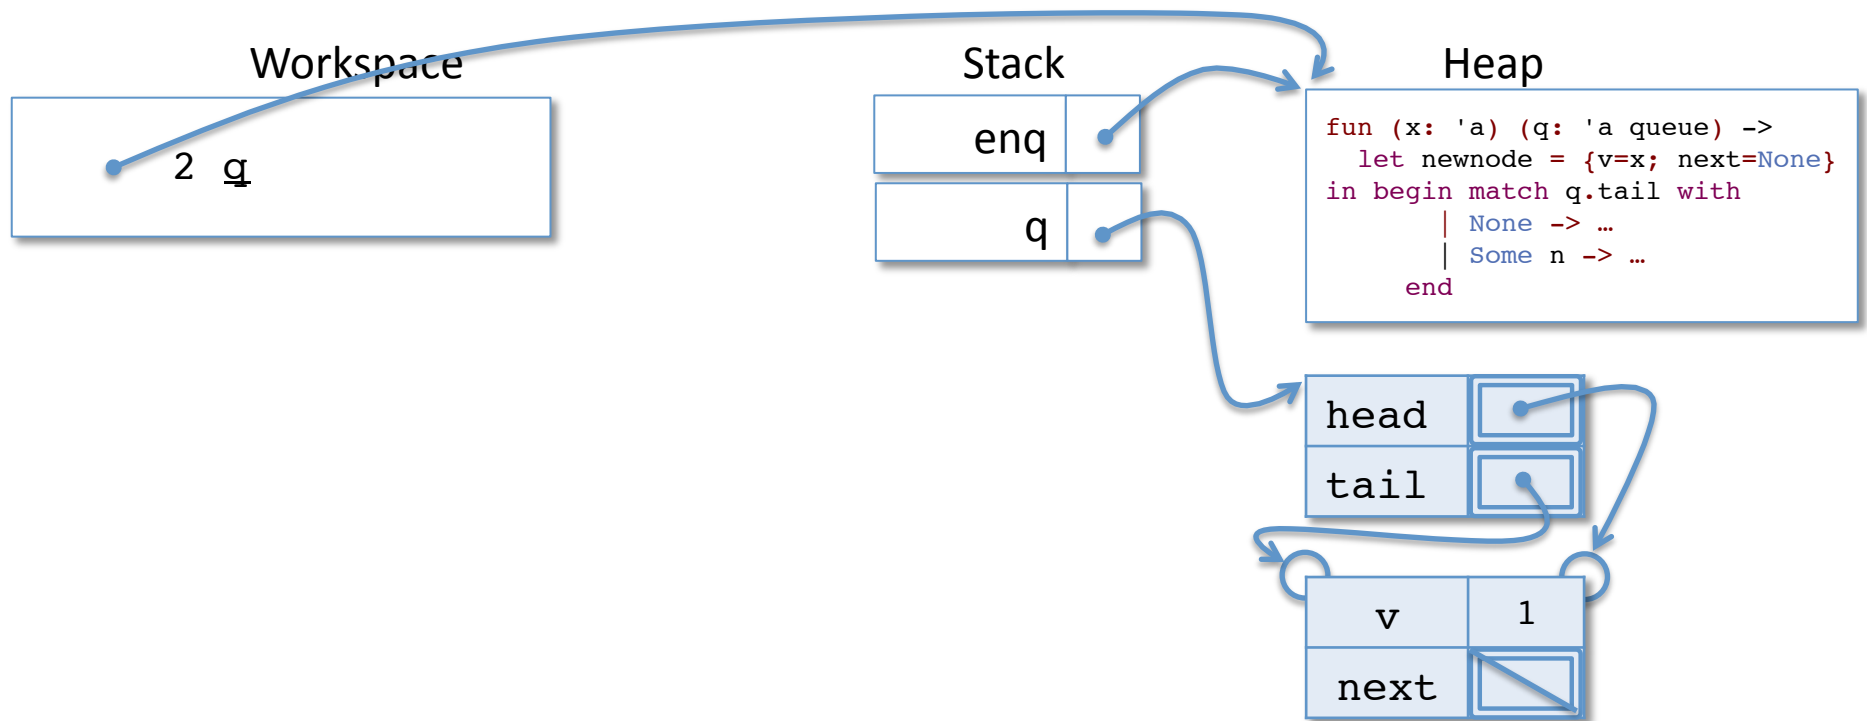 Workspace
Stack
Heap
2 q
enq
q
fun (x: 'a) (q: 'a queue) ->
let newnode = {v=x; next=None}
in begin match q.tail with
| None -> …
| Some n -> …
end
head
tail
v 1
next